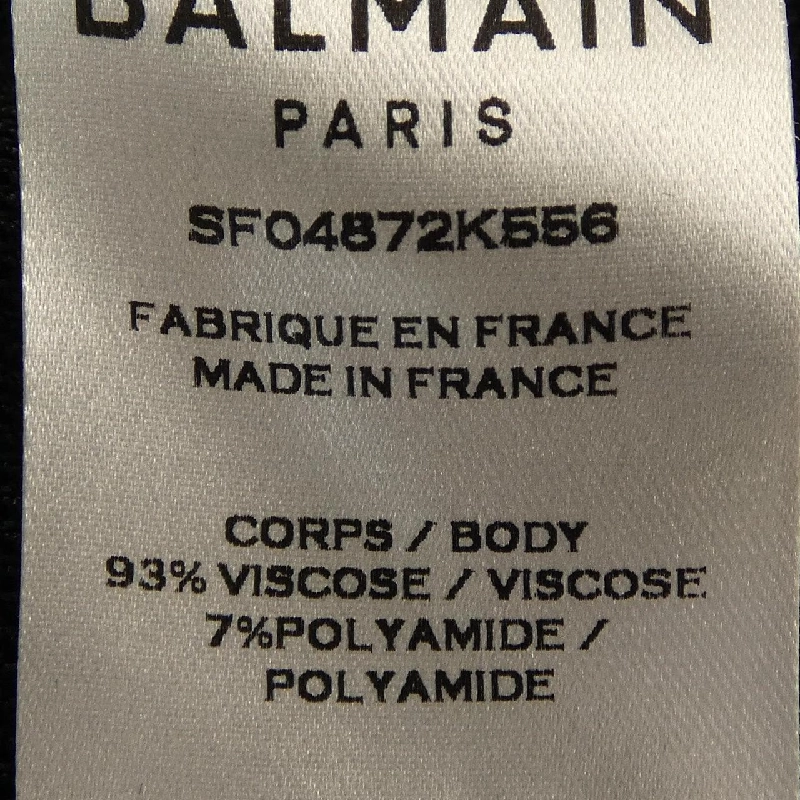 BALMAIN
PARIS
SF04872K556
FABRIQUE EN FRANCE
MADE IN FRANCE
CORPS / BODY
93% VISCOSE / VISCOSE
7%POLYAMIDE /
POLYAMIDE